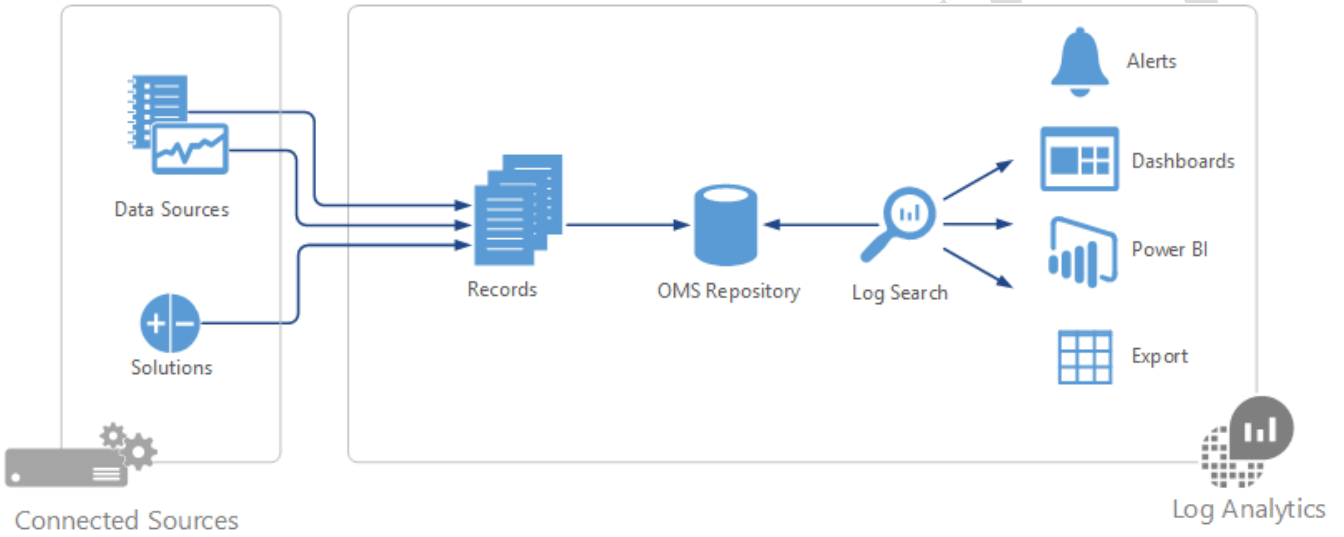 Alerts
Dashboards
Data Sources
Power BI
Records
OMS Repository
Log Search
Solutions
Export
Connected Sources
Log Analytics